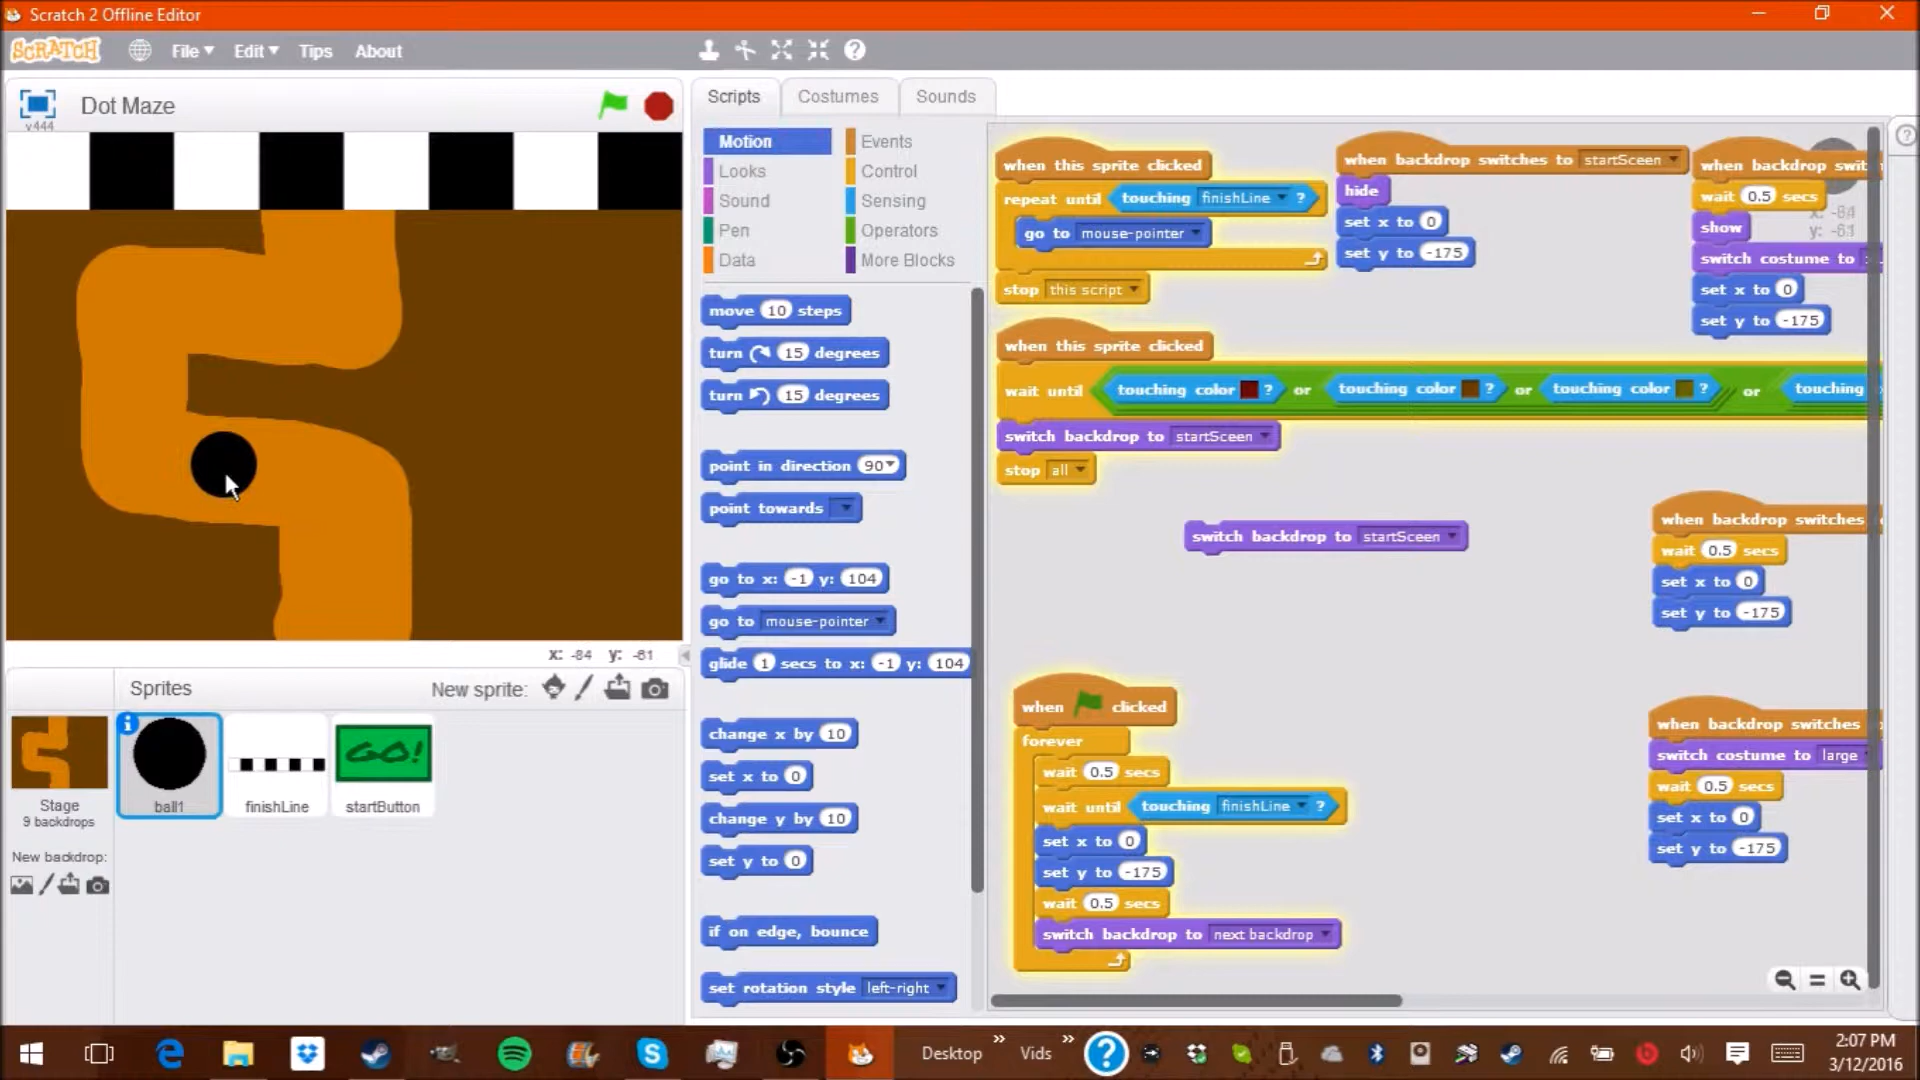 Scratch 2 Offline Editor
SCRATCH
File
Edit
Tips
About
v444
Dot Maze
x: -84 y: -61
Sprites
New sprite:
Stage
9 backdrops
New backdrop:
ball1
finishLine
GO!
startButton
Scripts
Costumes
Sounds
Motion
Looks
Sound
Pen
Data
Events
Control
Sensing
Operators
More Blocks
move 10 steps
turn 15 degrees
turn 15 degrees
point in direction 90
point towards
go to x: -1 y: 104
go to mouse-pointer
glide 1 secs to x: -1 y: 104
change x by 10
set x to 0
change y by 10
set y to 0
if on edge, bounce
set rotation style left-right
when this sprite clicked
repeat until touching finishLine ?
go to mouse-pointer
stop this script
when this sprite clicked
wait until touching color ? or touching color ? or touching color ? or touching
switch backdrop to startSceen
stop all
switch backdrop to startSceen
when clicked
forever
wait 0.5 secs
wait until touching finishLine ?
set x to 0
set y to -175
wait 0.5 secs
switch backdrop to next backdrop
when backdrop switches to startSceen
hide
set x to 0
set y to -175
when backdrop swit
wait 0.5 secs
show
switch costume to
set x to 0
set y to -175
x: -84
y: -61
when backdrop switches
wait 0.5 secs
set x to 0
set y to -175
when backdrop switches
switch costume to large
wait 0.5 secs
set x to 0
set y to -175
Desktop
Vids
2:07 PM
3/12/2016